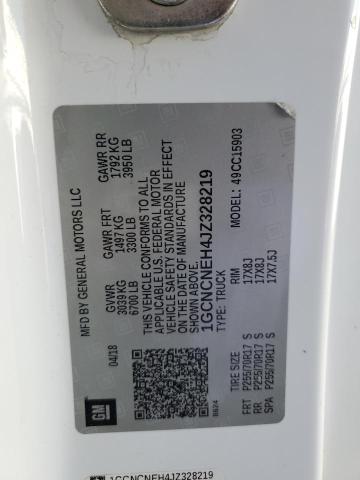 MFD BY GENERAL MOTORS LLC
04/18 GVWR GAWR FRT GAWR RR
3039 KG 1497 KG 1792 KG
6700 LB 3300 LB 3950 LB
THIS VEHICLE CONFORMS TO ALL
APPLICABLE U.S. FEDERAL MOTOR
VEHICLE SAFETY STANDARDS IN EFFECT
ON THE DATE OF MANUFACTURE
SHOWN ABOVE.
1GCNCNEH4JZ328219
TYPE: TRUCK MODEL: 49CC15903
TIRE SIZE RIM
FRT P255/70R17 S 17X8J
RR P255/70R17 S 17X8J
SPA P255/70R17 S 17X7.5J
GM
1GCNCNEH4JZ328219